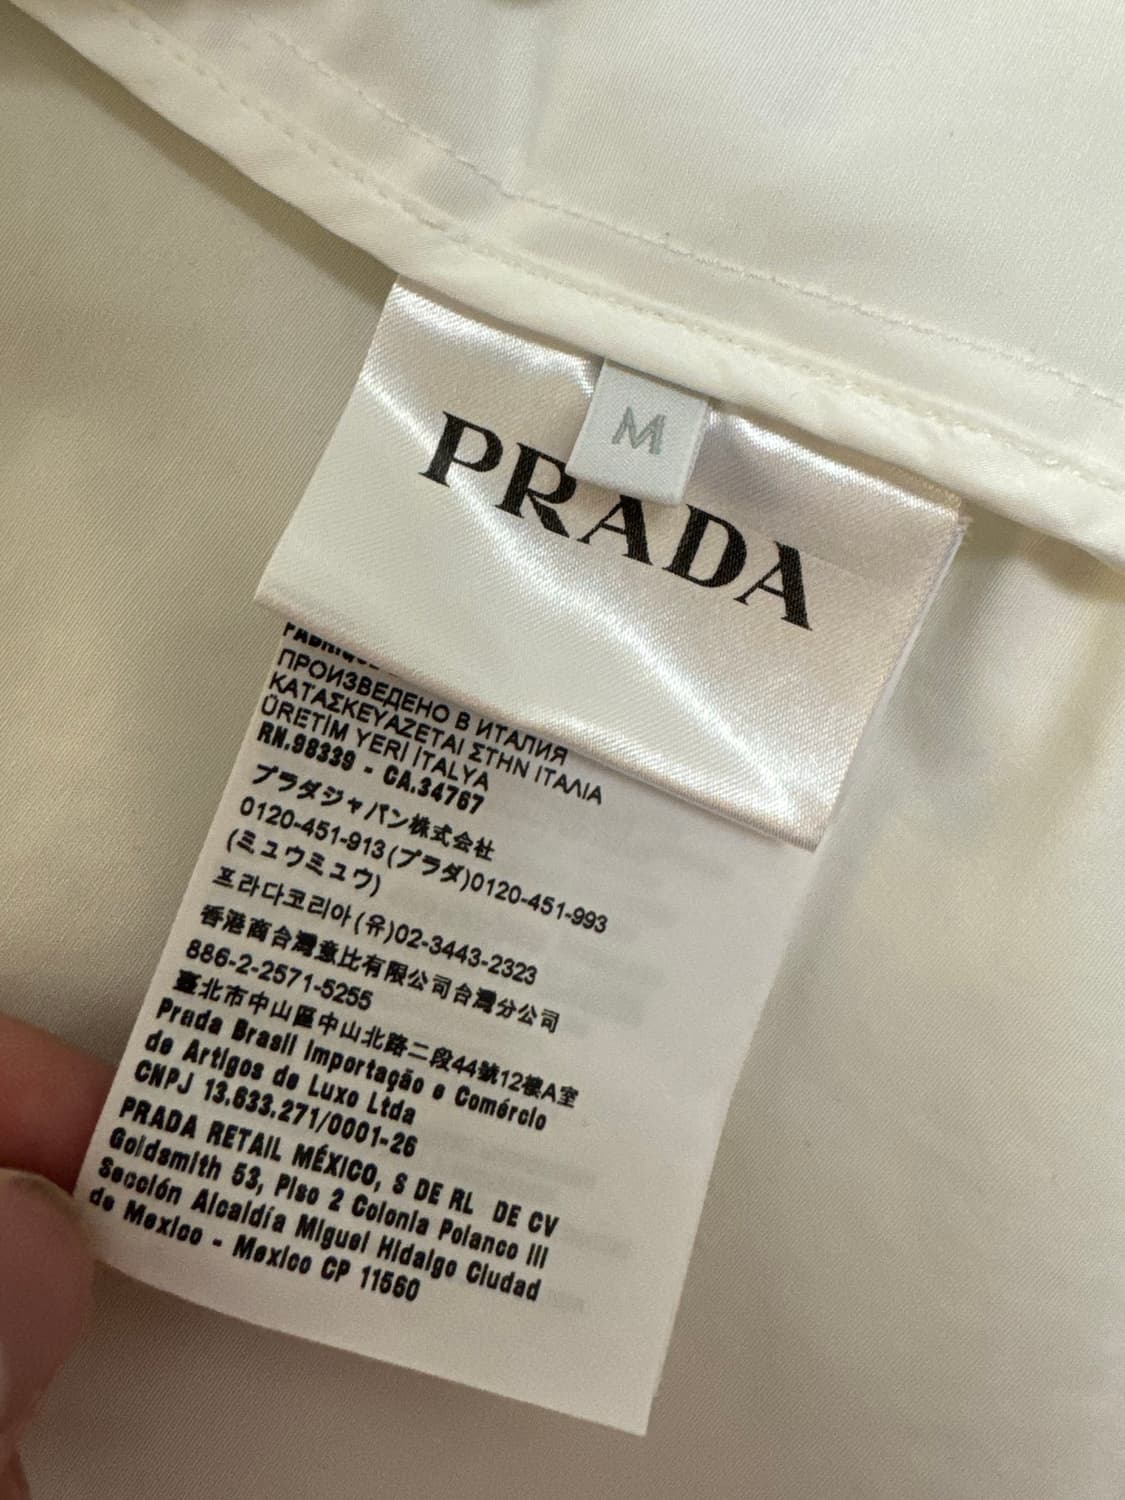 M
PRADA
FABRIQUÉ
ПРОИЗВЕДЕНО В ИТАЛИЯ
ΚΑΤΑΣΚΕΥΑΖΕΤΑΙ ΣΤΗΝ ΙΤΑΛΙΑ
ÜRETİM YERİ İTALYA
RN.98339 - CA.34767
プラダジャパン株式会社
0120-451-913(プラダ)0120-451-993
(ミュウミュウ)
프라다코리아(유)02-3443-2323
香港商台灣意比有限公司台灣分公司
886-2-2571-5255
臺北市中山區中山北路二段44號12樓A室
Prada Brasil Importação e Comércio
de Artigos de Luxo Ltda
CNPJ 13.633.271/0001-26
PRADA RETAIL MÉXICO, S DE RL DE CV
Goldsmith 53, Piso 2 Colonia Polanco III
Sección Alcaldía Miguel Hidalgo Ciudad
de Mexico - Mexico CP 11560